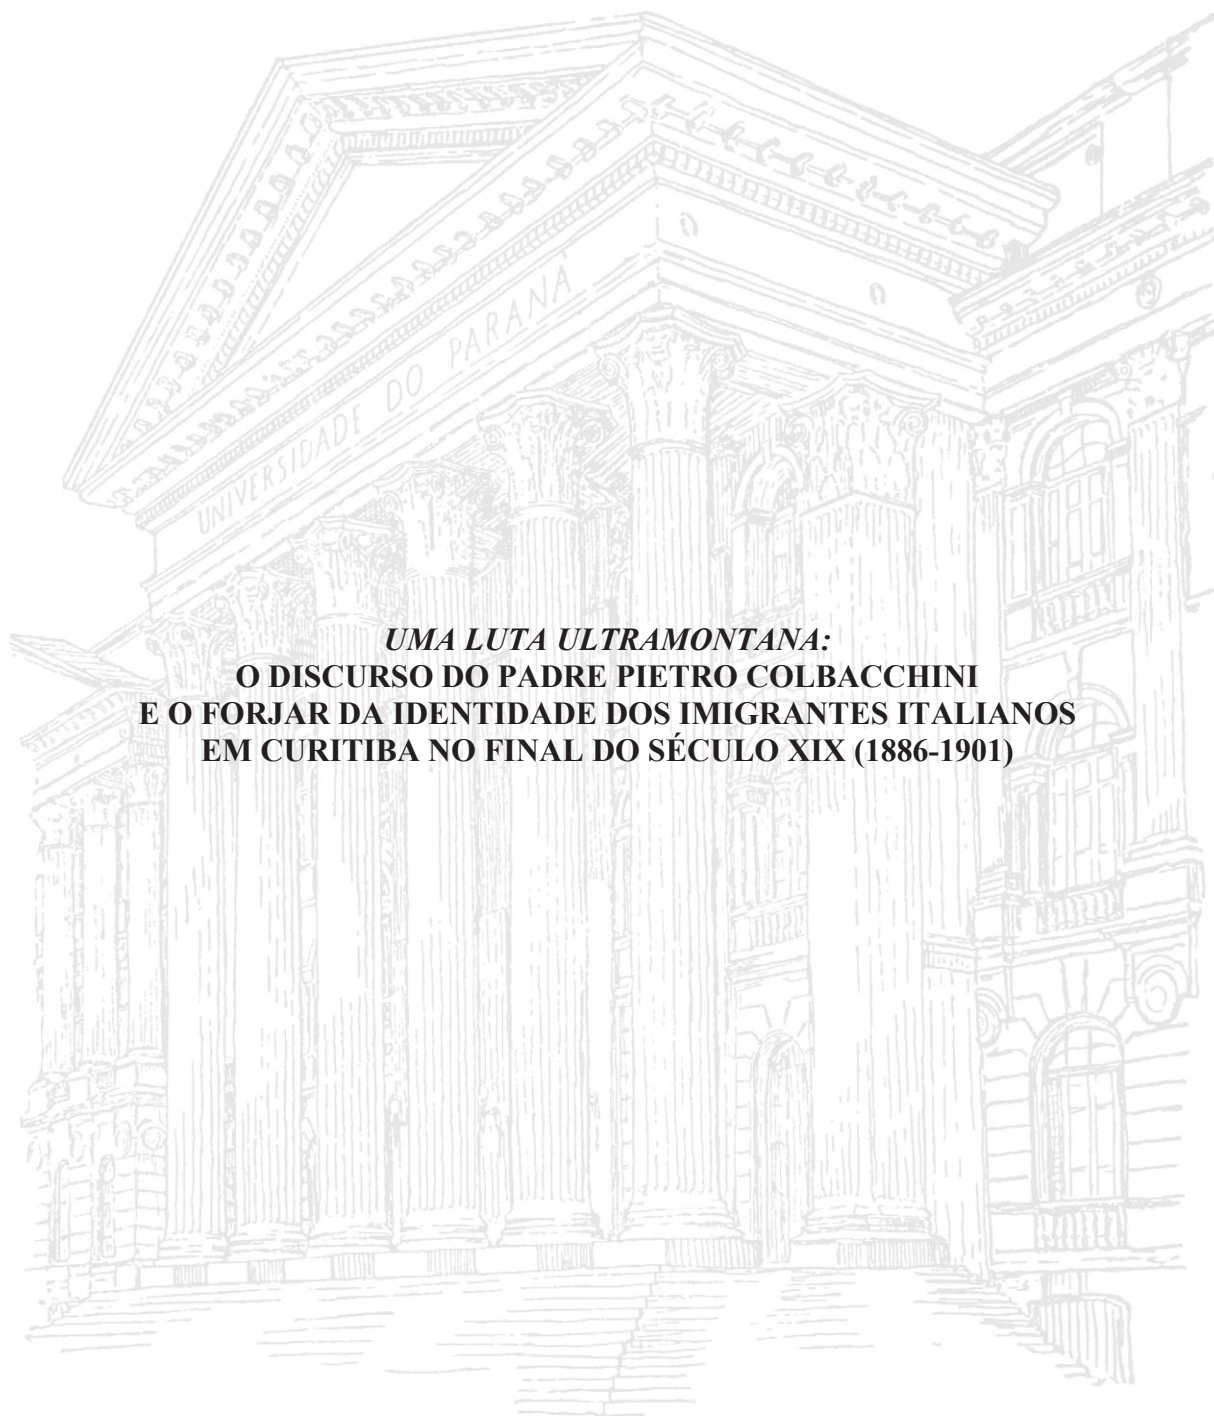 UNIVERSIDADE DO PARANÁ
UMA LUTA ULTRAMONTANA:
O DISCURSO DO PADRE PIETRO COLBACCHINI
E O FORJAR DA IDENTIDADE DOS IMIGRANTES ITALIANOS
EM CURITIBA NO FINAL DO SÉCULO XIX (1886-1901)